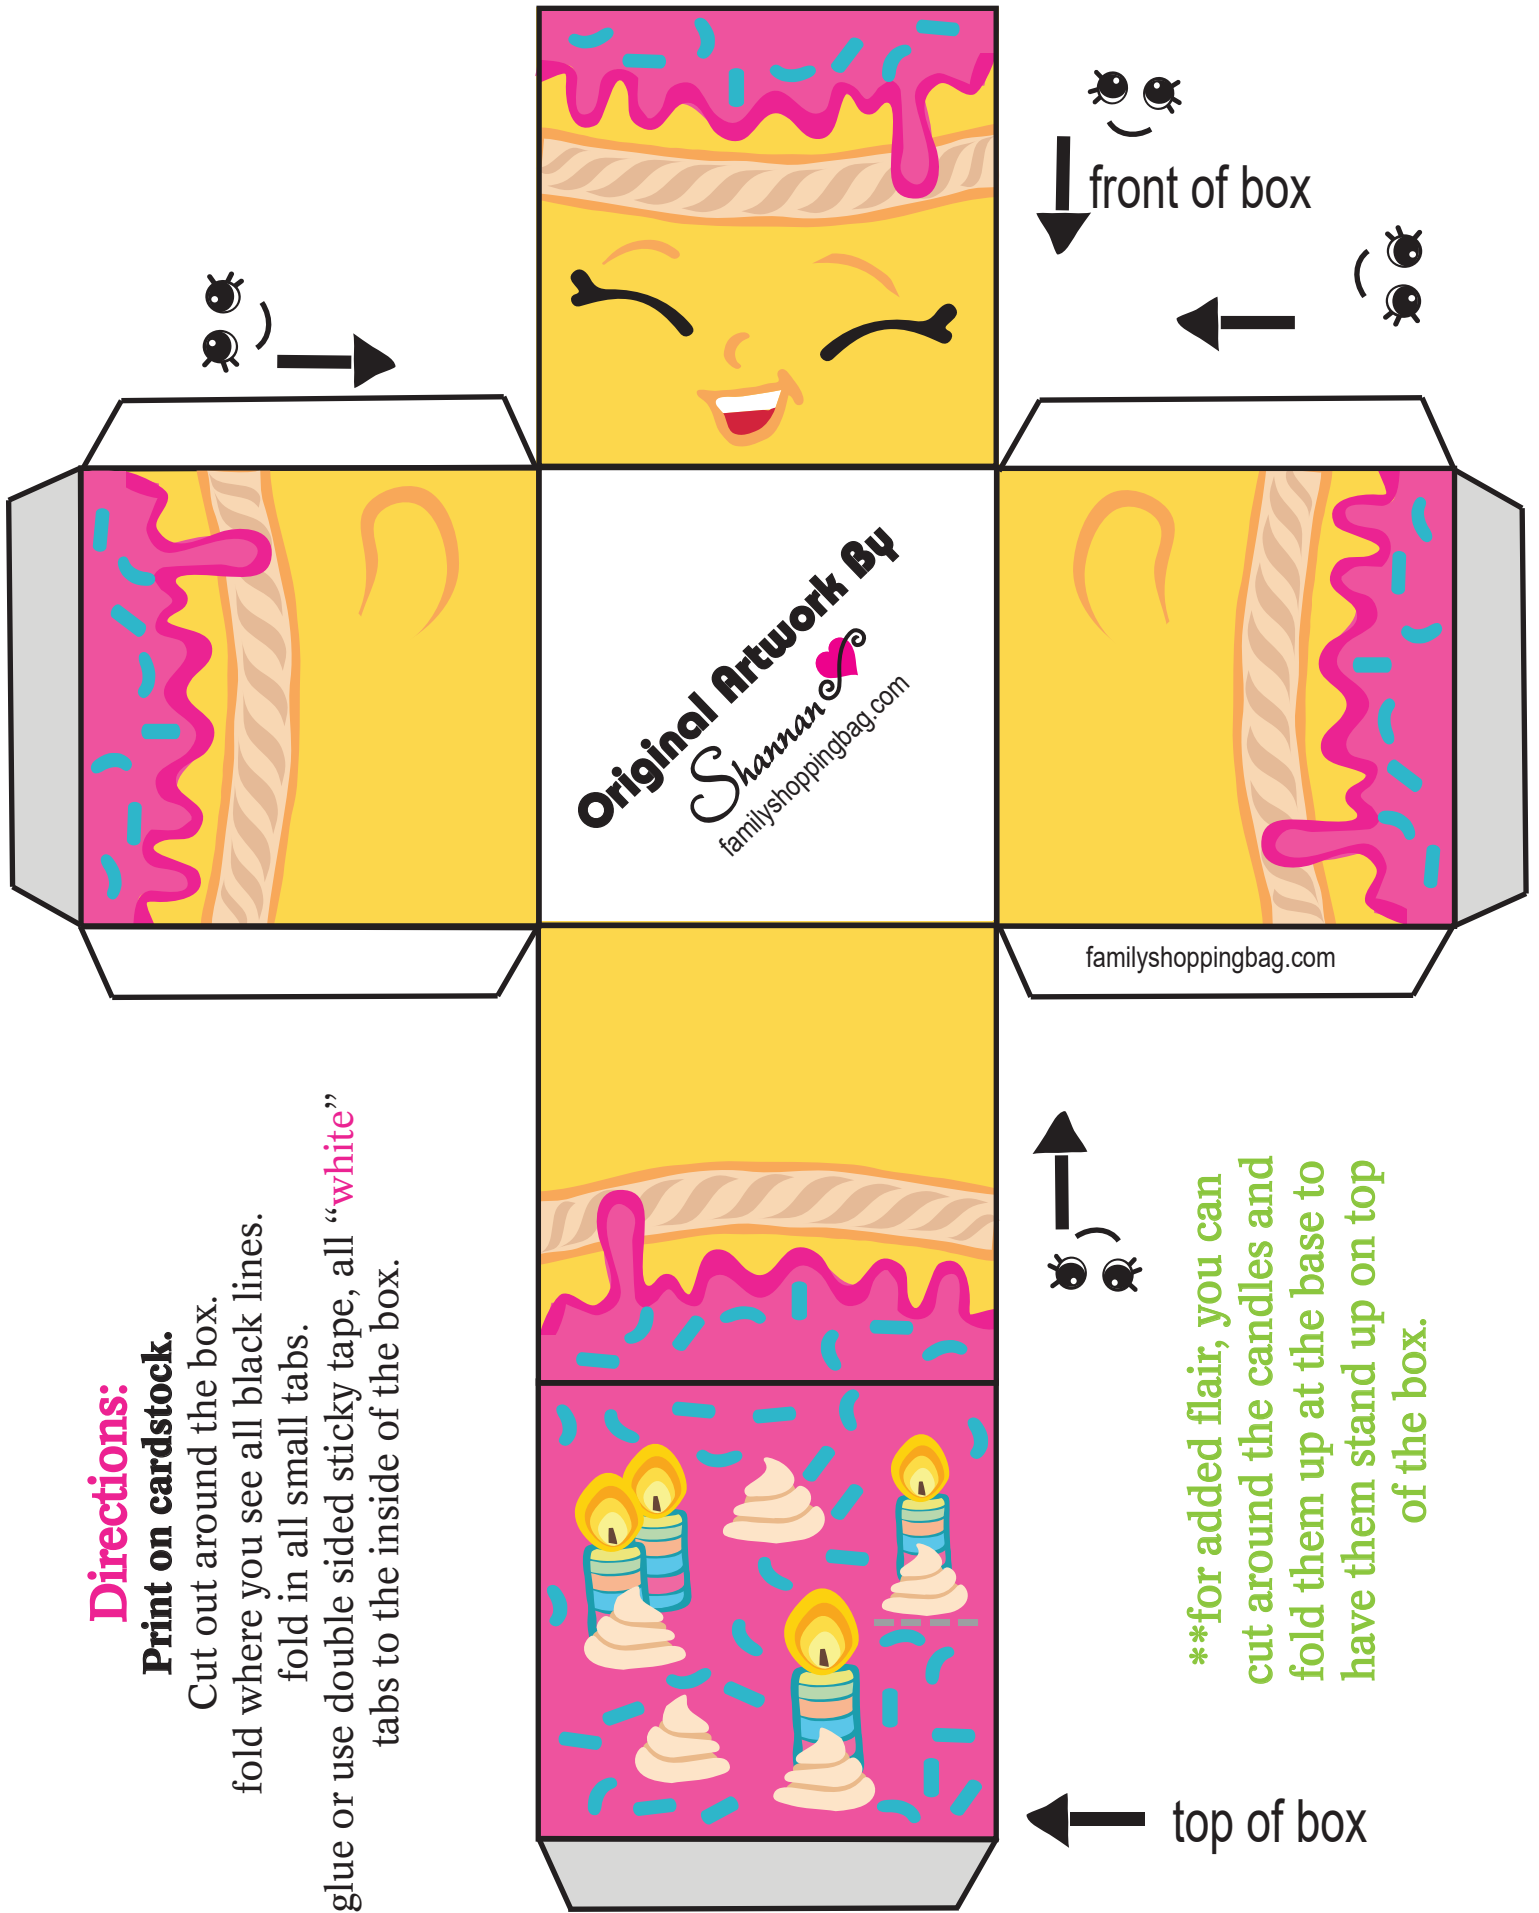 front of box
Original Artwork By
Shannan
familyshoppingbag.com
familyshoppingbag.com
Directions:
Print on cardstock.
Cut out around the box.
fold where you see all black lines.
fold in all small tabs.
glue or use double sided sticky tape, all “white”
tabs to the inside of the box.
**for added flair, you can
cut around the candles and
fold them up at the base to
have them stand up on top
of the box.
top of box